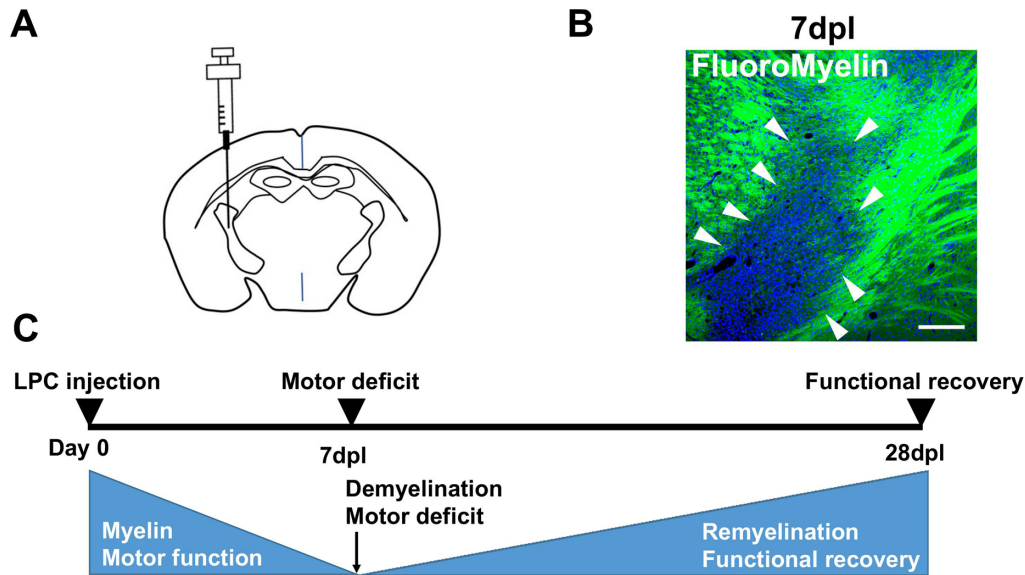 A
B
7dpl
FluoroMyelin
C
LPC injection
Motor deficit
Functional recovery
Day 0
7dpl
28dpl
Demyelination
Motor deficit
Myelin
Motor function
Remyelination
Functional recovery